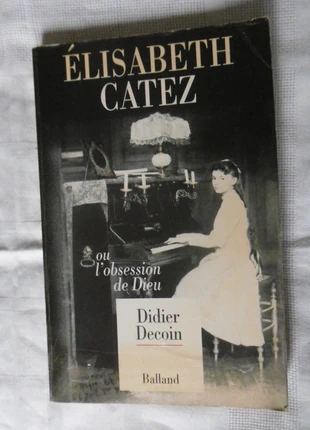 ÉLISABETH
CATEZ
ou
l'obsession
de Dieu
Didier
Decoin
Balland